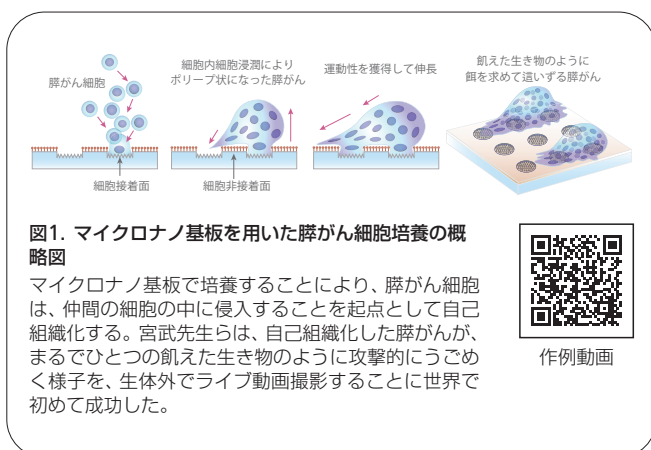 膵がん細胞
細胞内細胞浸潤により
ポリープ状になった膵がん
運動性を獲得して伸長
飢えた生き物のように
餌を求めて這いずる膵がん
細胞接着面
細胞非接着面
図1. マイクロナノ基板を用いた膵がん細胞培養の概
略図
マイクロナノ基板で培養することにより、膵がん細胞
は、仲間の細胞の中に侵入することを起点として自己
組織化する。宮武先生らは、自己組織化した膵がんが、
まるでひとつの飢えた生き物のように攻撃的にうごめ
く様子を、生体外でライブ動画撮影することに世界で
初めて成功した。
作例動画